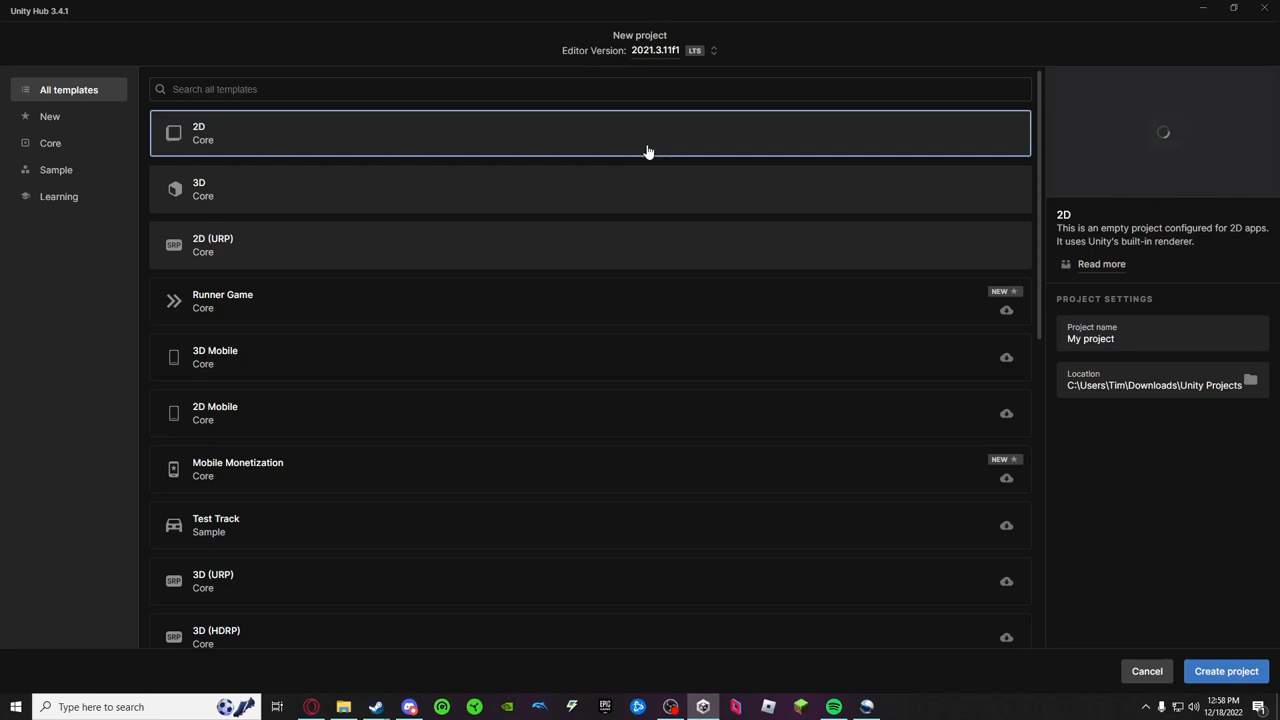 Unity Hub 3.4.1
New project
Editor Version: 2021.3.11f1 LTS
All templates
New
Core
Sample
Learning
Search all templates
2D
Core
3D
Core
SRP
2D (URP)
Core
Runner Game
Core
NEW
3D Mobile
Core
2D Mobile
Core
Mobile Monetization
Core
NEW
Test Track
Sample
SRP
3D (URP)
Core
SRP
3D (HDRP)
Core
2D
This is an empty project configured for 2D apps.
It uses Unity's built-in renderer.
Read more
PROJECT SETTINGS
Project name
My project
Location
C:\Users\Tim\Downloads\Unity Projects
Cancel
Create project
Type here to search
EPIC
12:58 PM
12/18/2022